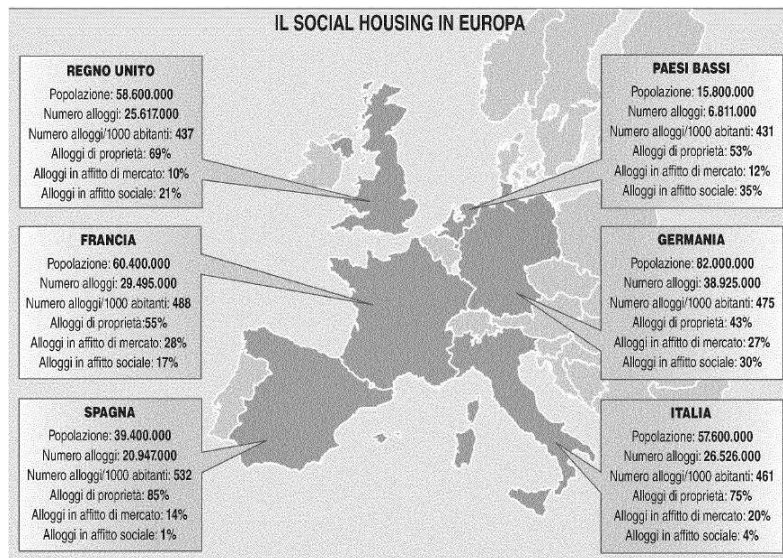 IL SOCIAL HOUSING IN EUROPA
REGNO UNITO
Popolazione: 58.600.000
Numero alloggi: 25.617.000
Numero alloggi/1000 abitanti: 437
Alloggi di proprietà: 69%
Alloggi in affitto di mercato: 10%
Alloggi in affitto sociale: 21%
FRANCIA
Popolazione: 60.400.000
Numero alloggi: 29.495.000
Numero alloggi/1000 abitanti: 488
Alloggi di proprietà:55%
Alloggi in affitto di mercato: 28%
Alloggi in affitto sociale: 17%
SPAGNA
Popolazione: 39.400.000
Numero alloggi: 20.947.000
Numero alloggi/1000 abitanti: 532
Alloggi di proprietà: 85%
Alloggi in affitto di mercato: 14%
Alloggi in affitto sociale: 1%
PAESI BASSI
Popolazione: 15.800.000
Numero alloggi: 6.811.000
Numero alloggi/1000 abitanti: 431
Alloggi di proprietà: 53%
Alloggi in affitto di mercato: 12%
Alloggi in affitto sociale: 35%
GERMANIA
Popolazione: 82.000.000
Numero alloggi: 38.925.000
Numero alloggi/1000 abitanti: 475
Alloggi di proprietà: 43%
Alloggi in affitto di mercato: 27%
Alloggi in affitto sociale: 30%
ITALIA
Popolazione: 57.600.000
Numero alloggi: 26.526.000
Numero alloggi/1000 abitanti: 461
Alloggi di proprietà: 75%
Alloggi in affitto di mercato: 20%
Alloggi in affitto sociale: 4%